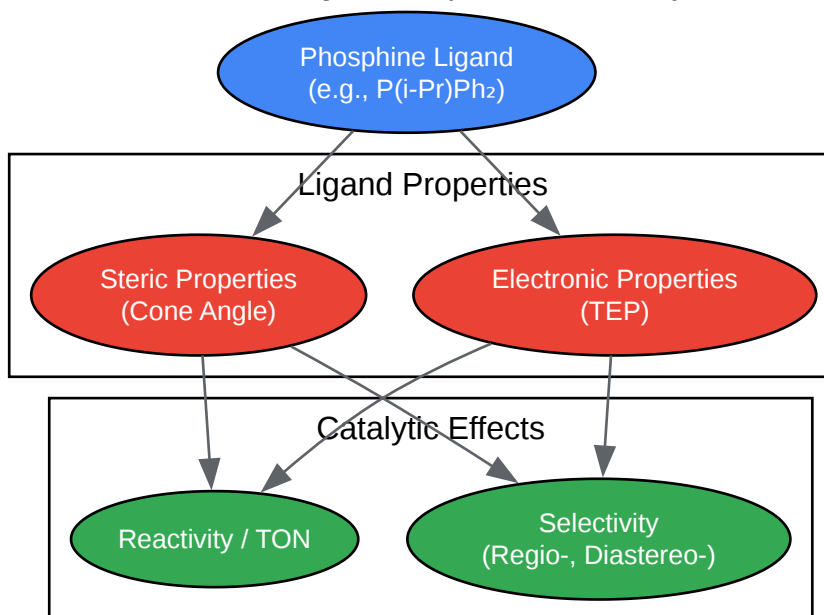 Phosphine Ligand
(e.g., P(i-Pr)Ph₂)
Ligand Properties
Steric Properties
(Cone Angle)
Electronic Properties
(TEP)
Catalytic Effects
Reactivity / TON
Selectivity
(Regio-, Diastereo-)